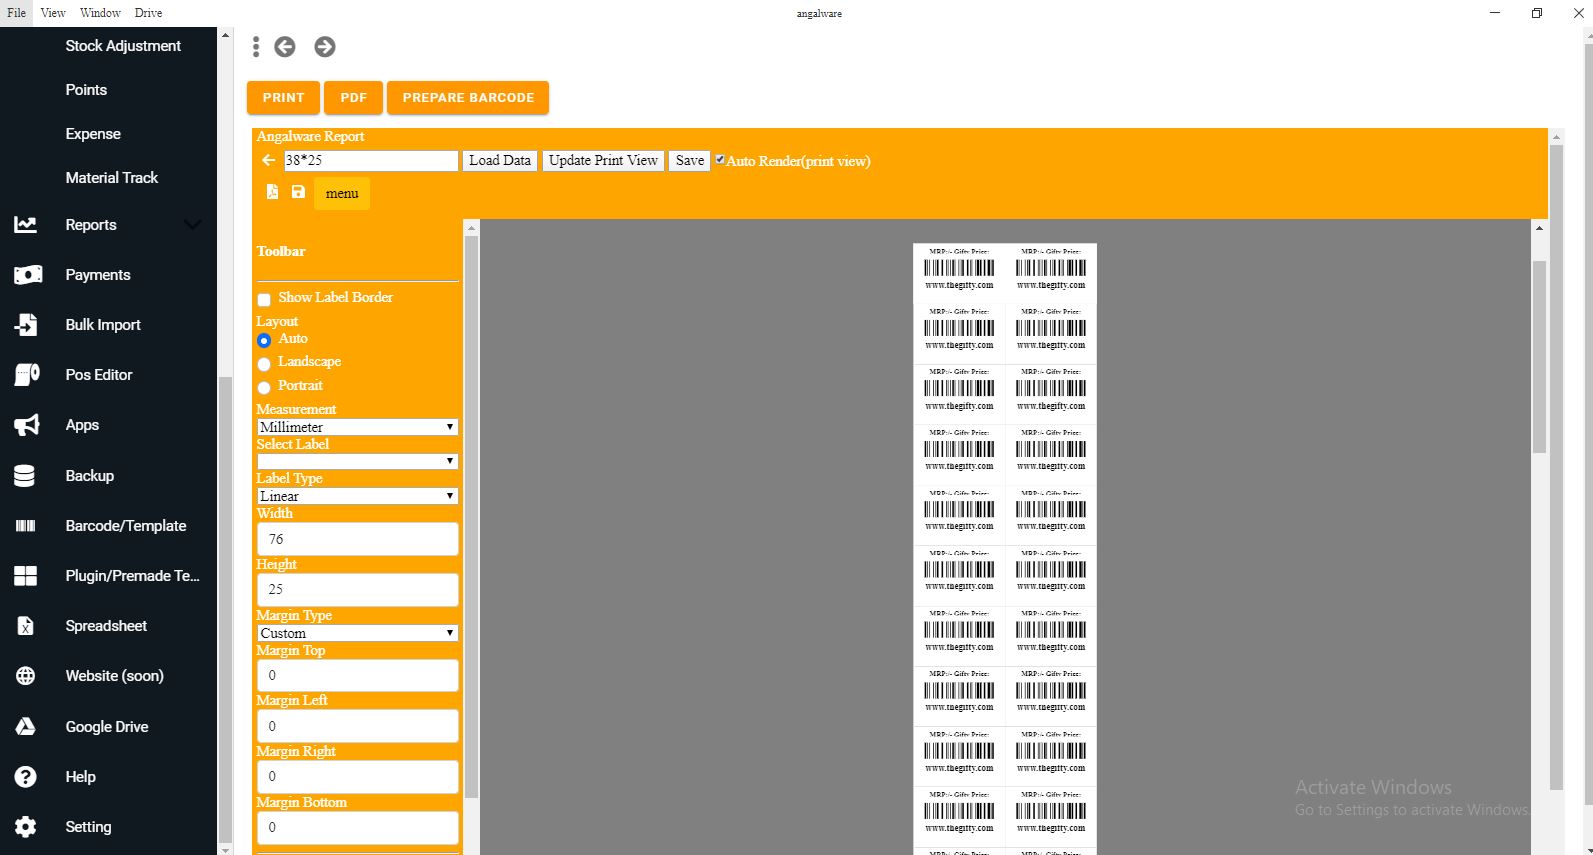 File View Window Drive
angalware
Stock Adjustment
Points
Expense
Material Track
Reports
Payments
Bulk Import
Pos Editor
Apps
Backup
Barcode/Template
Plugin/Premade Te...
Spreadsheet
Website (soon)
Google Drive
Help
Setting
PRINT PDF PREPARE BARCODE
Angalware Report
38*25 Load Data Update Print View Save Auto Render(print view)
menu
Toolbar
Show Label Border
Layout
Auto
Landscape
Portrait
Measurement
Millimeter
Select Label
Label Type
Linear
Width
76
Height
25
Margin Type
Custom
Margin Top
0
Margin Left
0
Margin Right
0
Margin Bottom
0
MRP:/- Gifty Price: MRP:/- Gifty Price:
www.thegifty.com www.thegifty.com
MRP:/- Gifty Price: MRP:/- Gifty Price:
www.thegifty.com www.thegifty.com
MRP:/- Gifty Price: MRP:/- Gifty Price:
www.thegifty.com www.thegifty.com
MRP:/- Gifty Price: MRP:/- Gifty Price:
www.thegifty.com www.thegifty.com
MRP:/- Gifty Price: MRP:/- Gifty Price:
www.thegifty.com www.thegifty.com
MRP:/- Gifty Price: MRP:/- Gifty Price:
www.thegifty.com www.thegifty.com
MRP:/- Gifty Price: MRP:/- Gifty Price:
www.thegifty.com www.thegifty.com
MRP:/- Gifty Price: MRP:/- Gifty Price:
www.thegifty.com www.thegifty.com
MRP:/- Gifty Price: MRP:/- Gifty Price:
www.thegifty.com www.thegifty.com
MRP:/- Gifty Price: MRP:/- Gifty Price:
www.thegifty.com www.thegifty.com
MRP:/- Gifty Price: MRP:/- Gifty Price:
Activate Windows
Go to Settings to activate Windows.